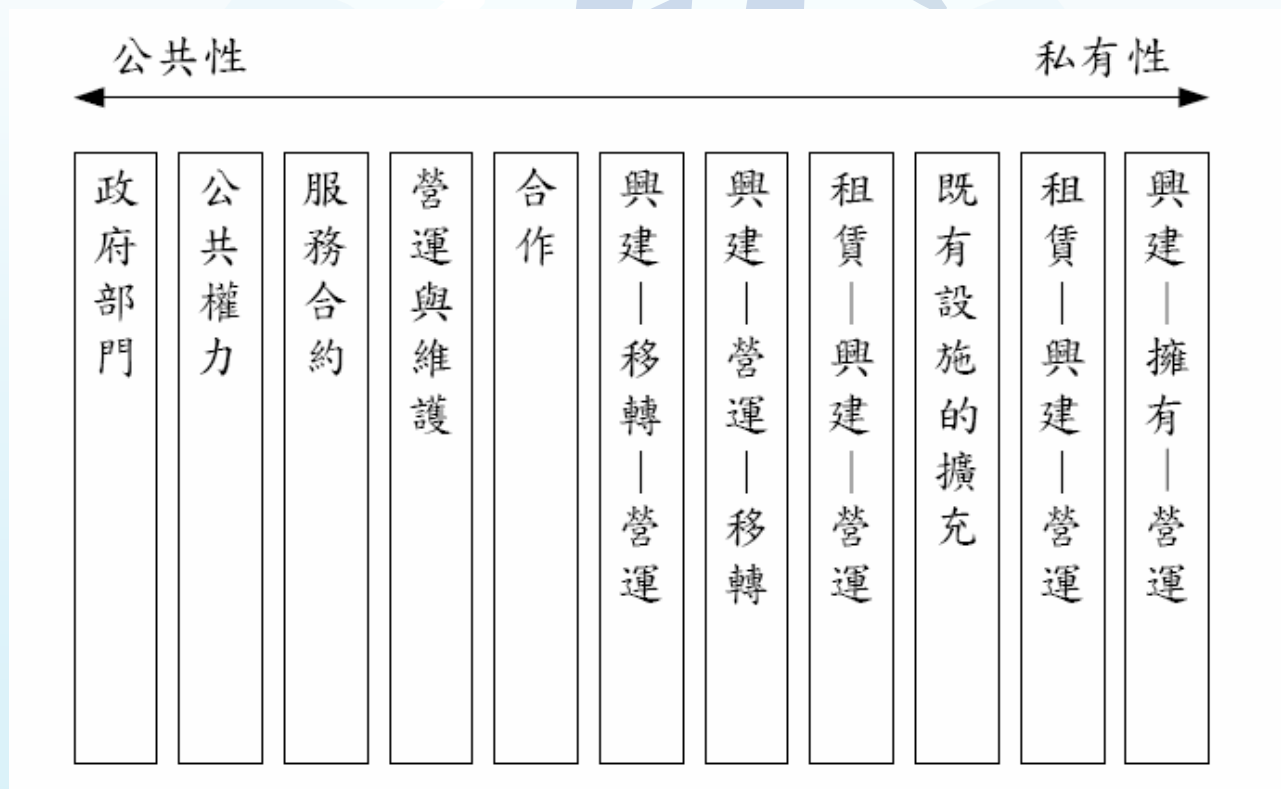 公共性
私有性
政府部門
公共權力
服務合約
營運與維護
合作
興建—移轉—營運
興建—營運—移轉
租賃—興建—營運
既有設施的擴充
租賃—興建—營運
興建—擁有—營運